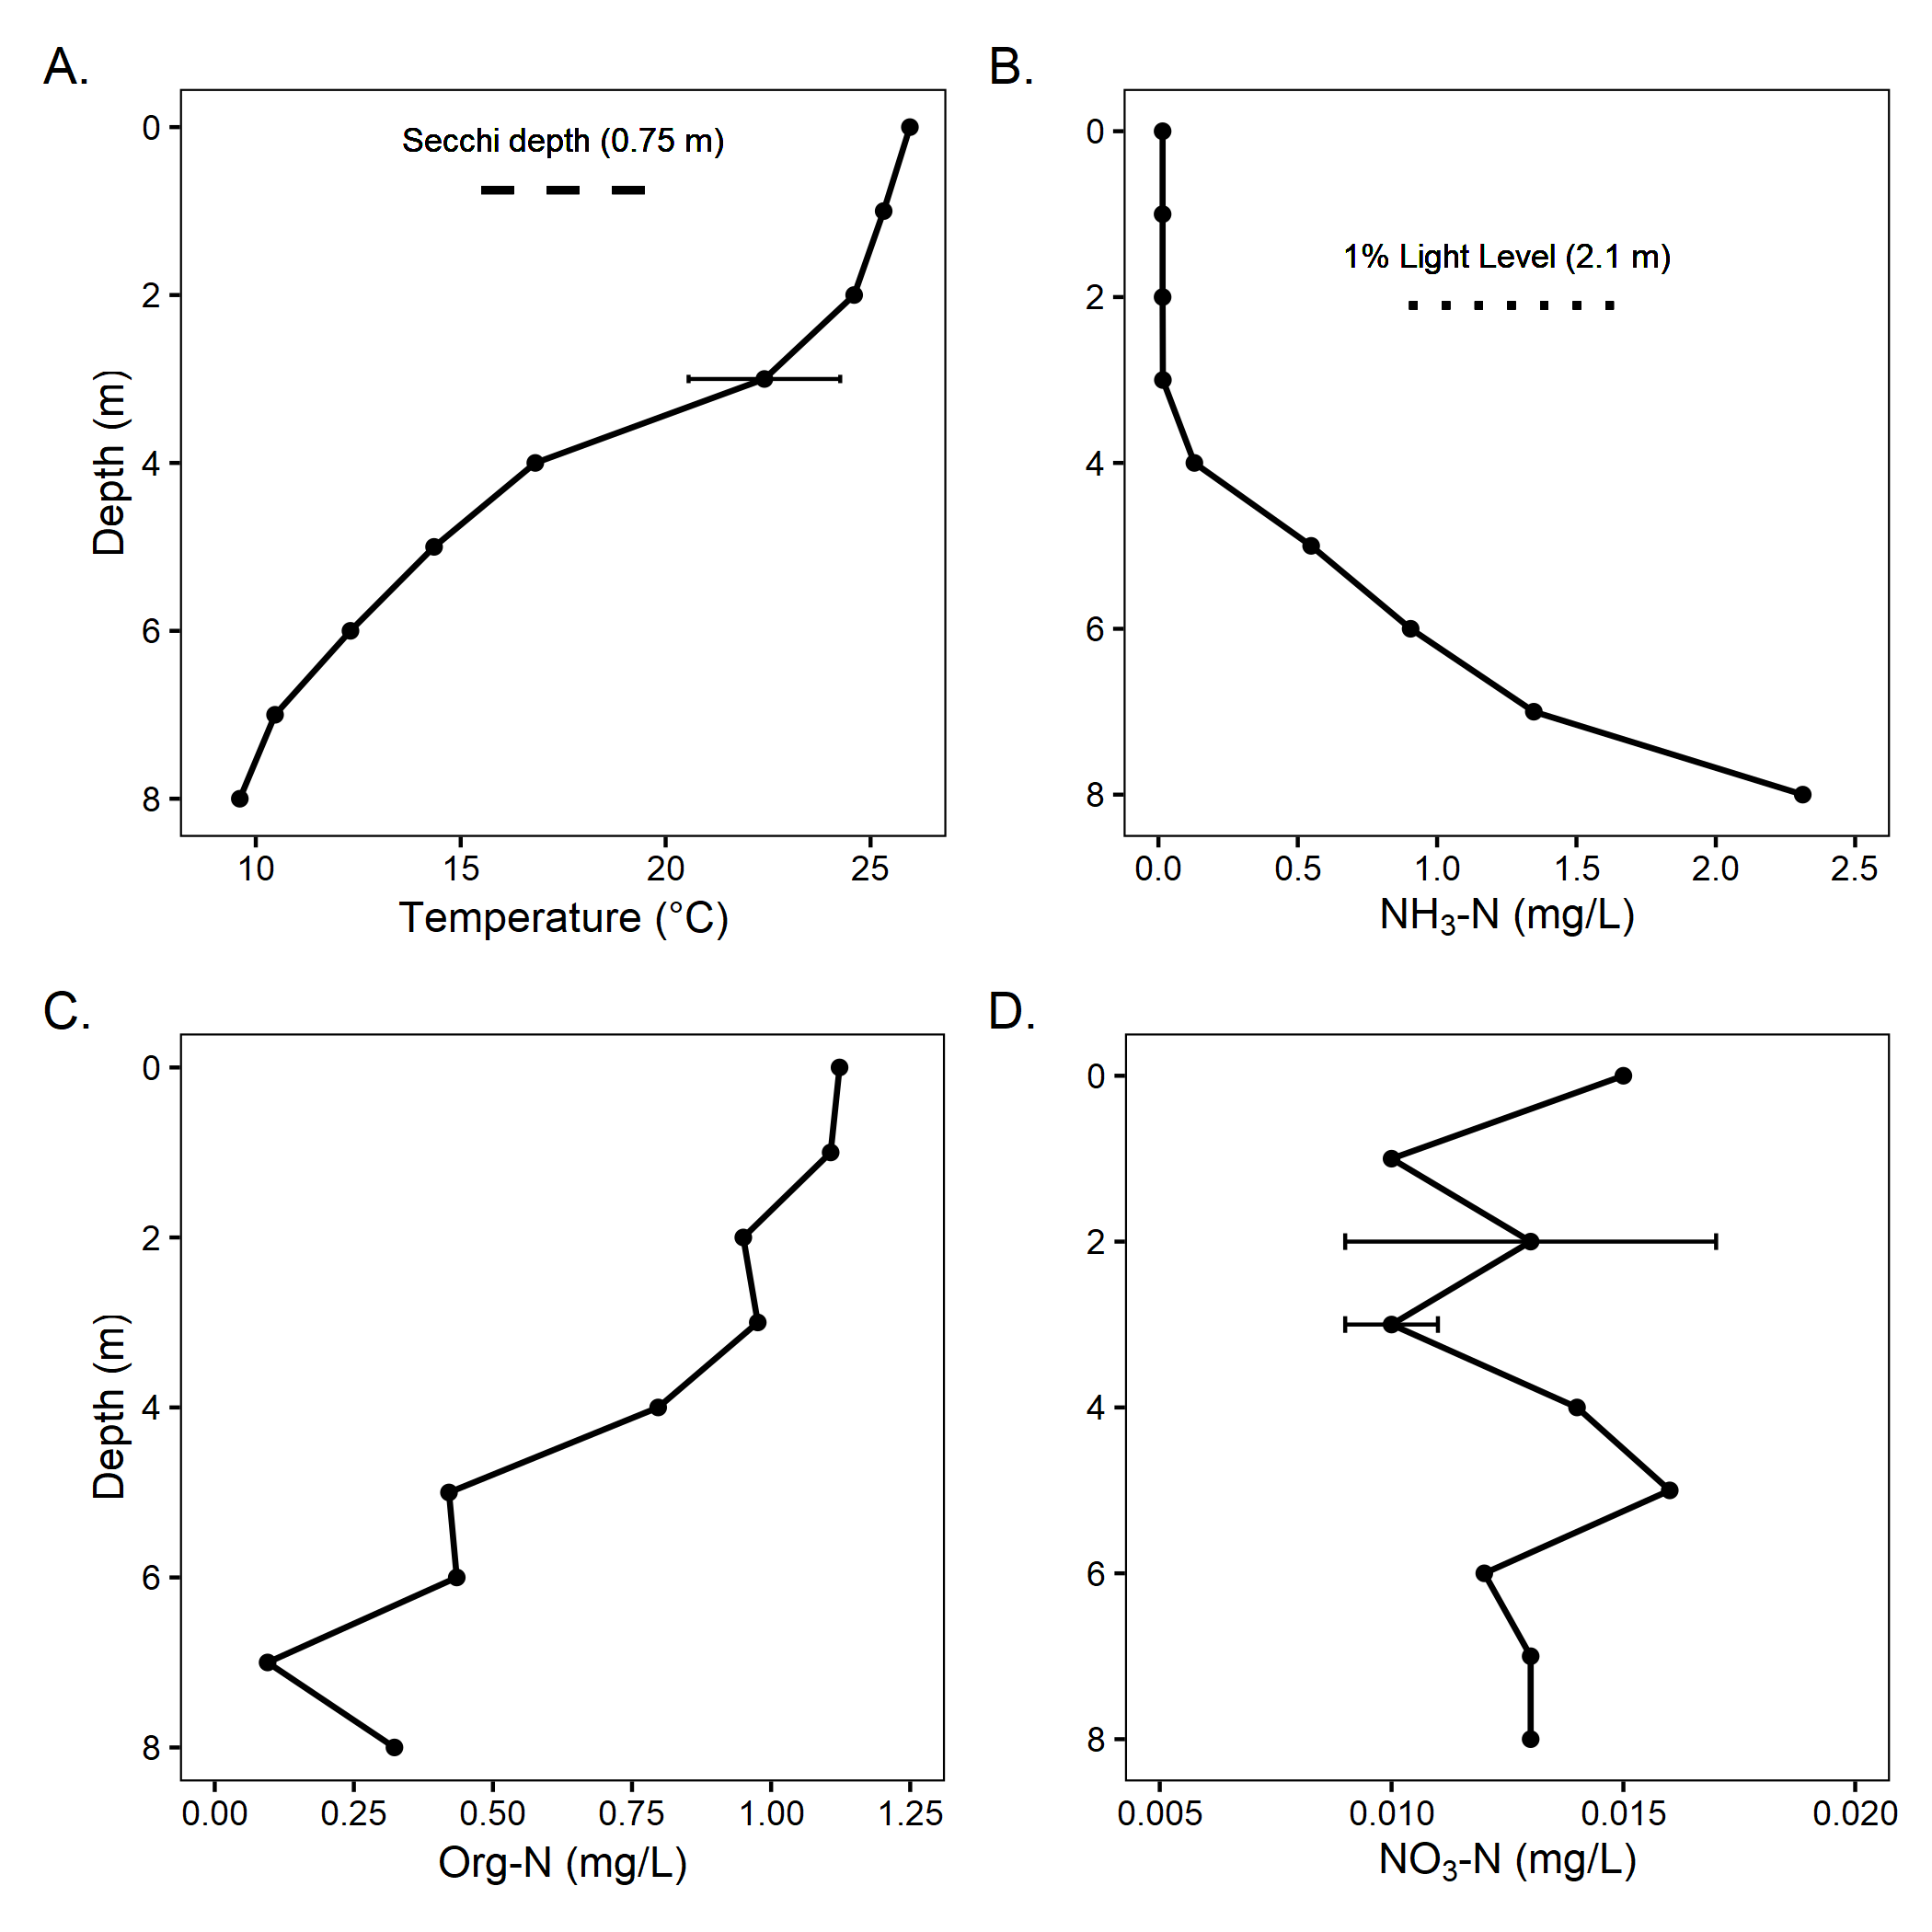 A.
Secchi depth (0.75 m)
0
2
4
6
8
Depth (m)
10 15 20 25
Temperature (°C)
B.
1% Light Level (2.1 m)
0
2
4
6
8
0.0 0.5 1.0 1.5 2.0 2.5
NH₃-N (mg/L)
C.
0
2
4
6
8
Depth (m)
0.00 0.25 0.50 0.75 1.00 1.25
Org-N (mg/L)
D.
0
2
4
6
8
0.005 0.010 0.015 0.020
NO₃-N (mg/L)